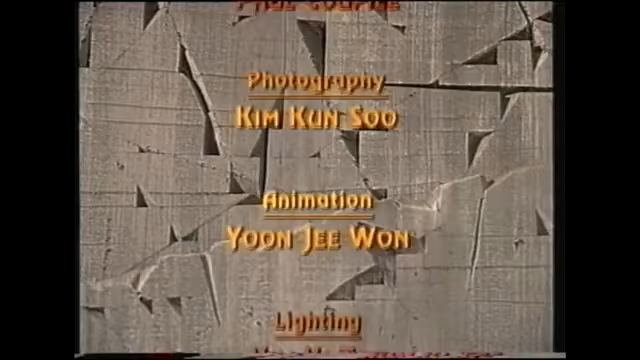 Photography
KIM KUN SOO
Animation
YOON JEE WON
Lighting